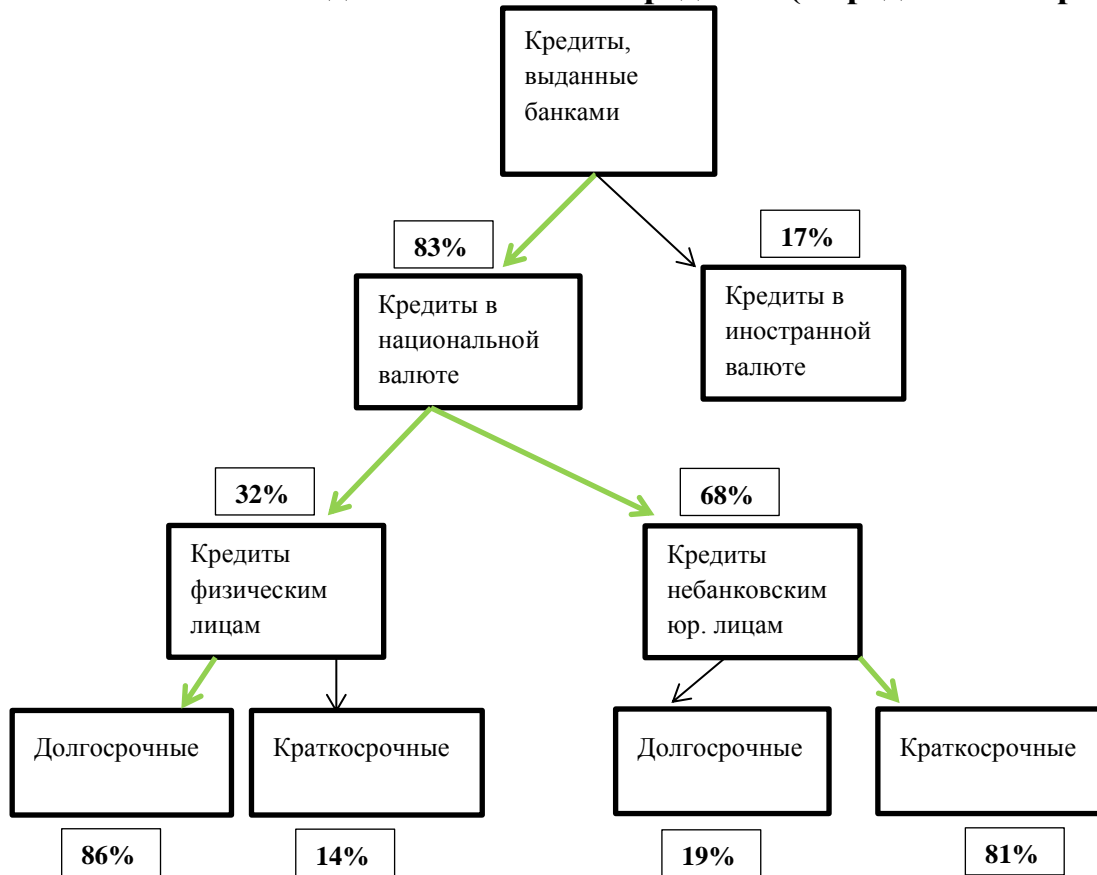 Кредиты,
выданные
банками
83%
17%
Кредиты в
национальной
валюте
Кредиты в
иностранной
валюте
32%
68%
Кредиты
физическим
лицам
Кредиты
небанковским
юр. лицам
Долгосрочные
Краткосрочные
Долгосрочные
Краткосрочные
86%
14%
19%
81%